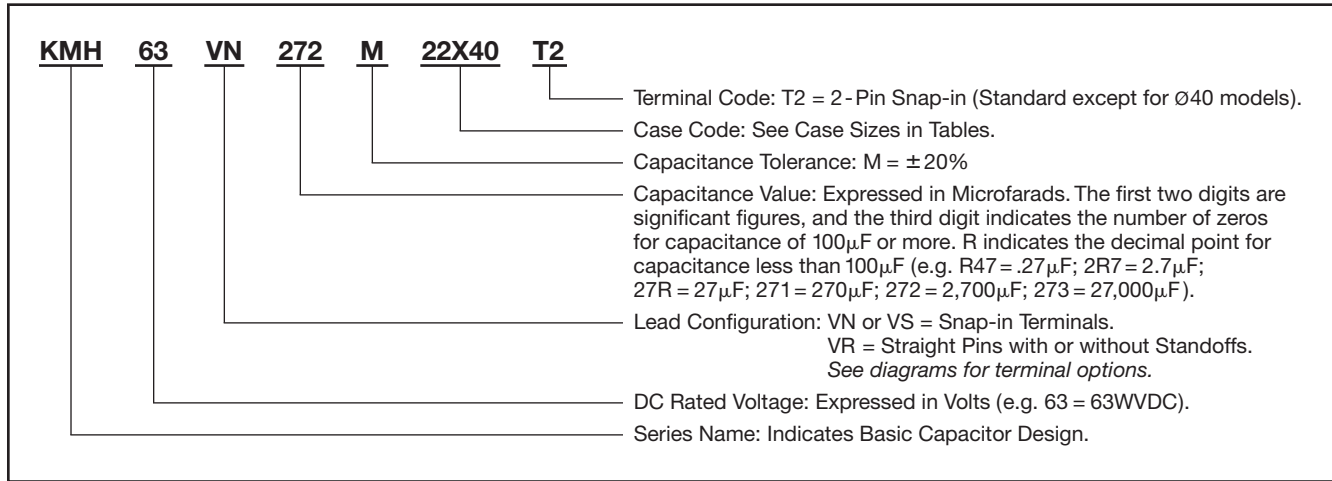 KMH 63 VN 272 M 22X40 T2
Terminal Code: T2 = 2-Pin Snap-in (Standard except for Ø40 models).
Case Code: See Case Sizes in Tables.
Capacitance Tolerance: M = ±20%
Capacitance Value: Expressed in Microfarads. The first two digits are
significant figures, and the third digit indicates the number of zeros
for capacitance of 100µF or more. R indicates the decimal point for
capacitance less than 100µF (e.g. R47 = .27µF; 2R7 = 2.7µF;
27R = 27µF; 271 = 270µF; 272 = 2,700µF; 273 = 27,000µF).
Lead Configuration: VN or VS = Snap-in Terminals.
VR = Straight Pins with or without Standoffs.
See diagrams for terminal options.
DC Rated Voltage: Expressed in Volts (e.g. 63 = 63WVDC).
Series Name: Indicates Basic Capacitor Design.